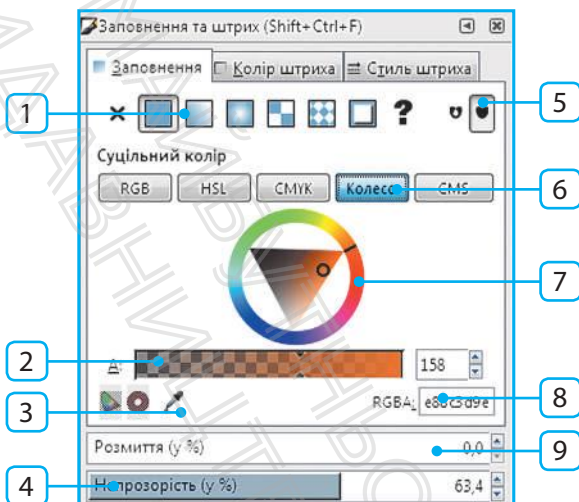 Заповнення та штрих (Shift+Ctrl+F)
Заповнення Колір штриха Стиль штриха
1
5
?
Суцільний колір
RGB HSL CMYK Колесо CMS
6
7
2
A: 158
3
RGBA: 8
Розмиття (у %) 0,0
9
4
Непрозорість (у %) 63,4